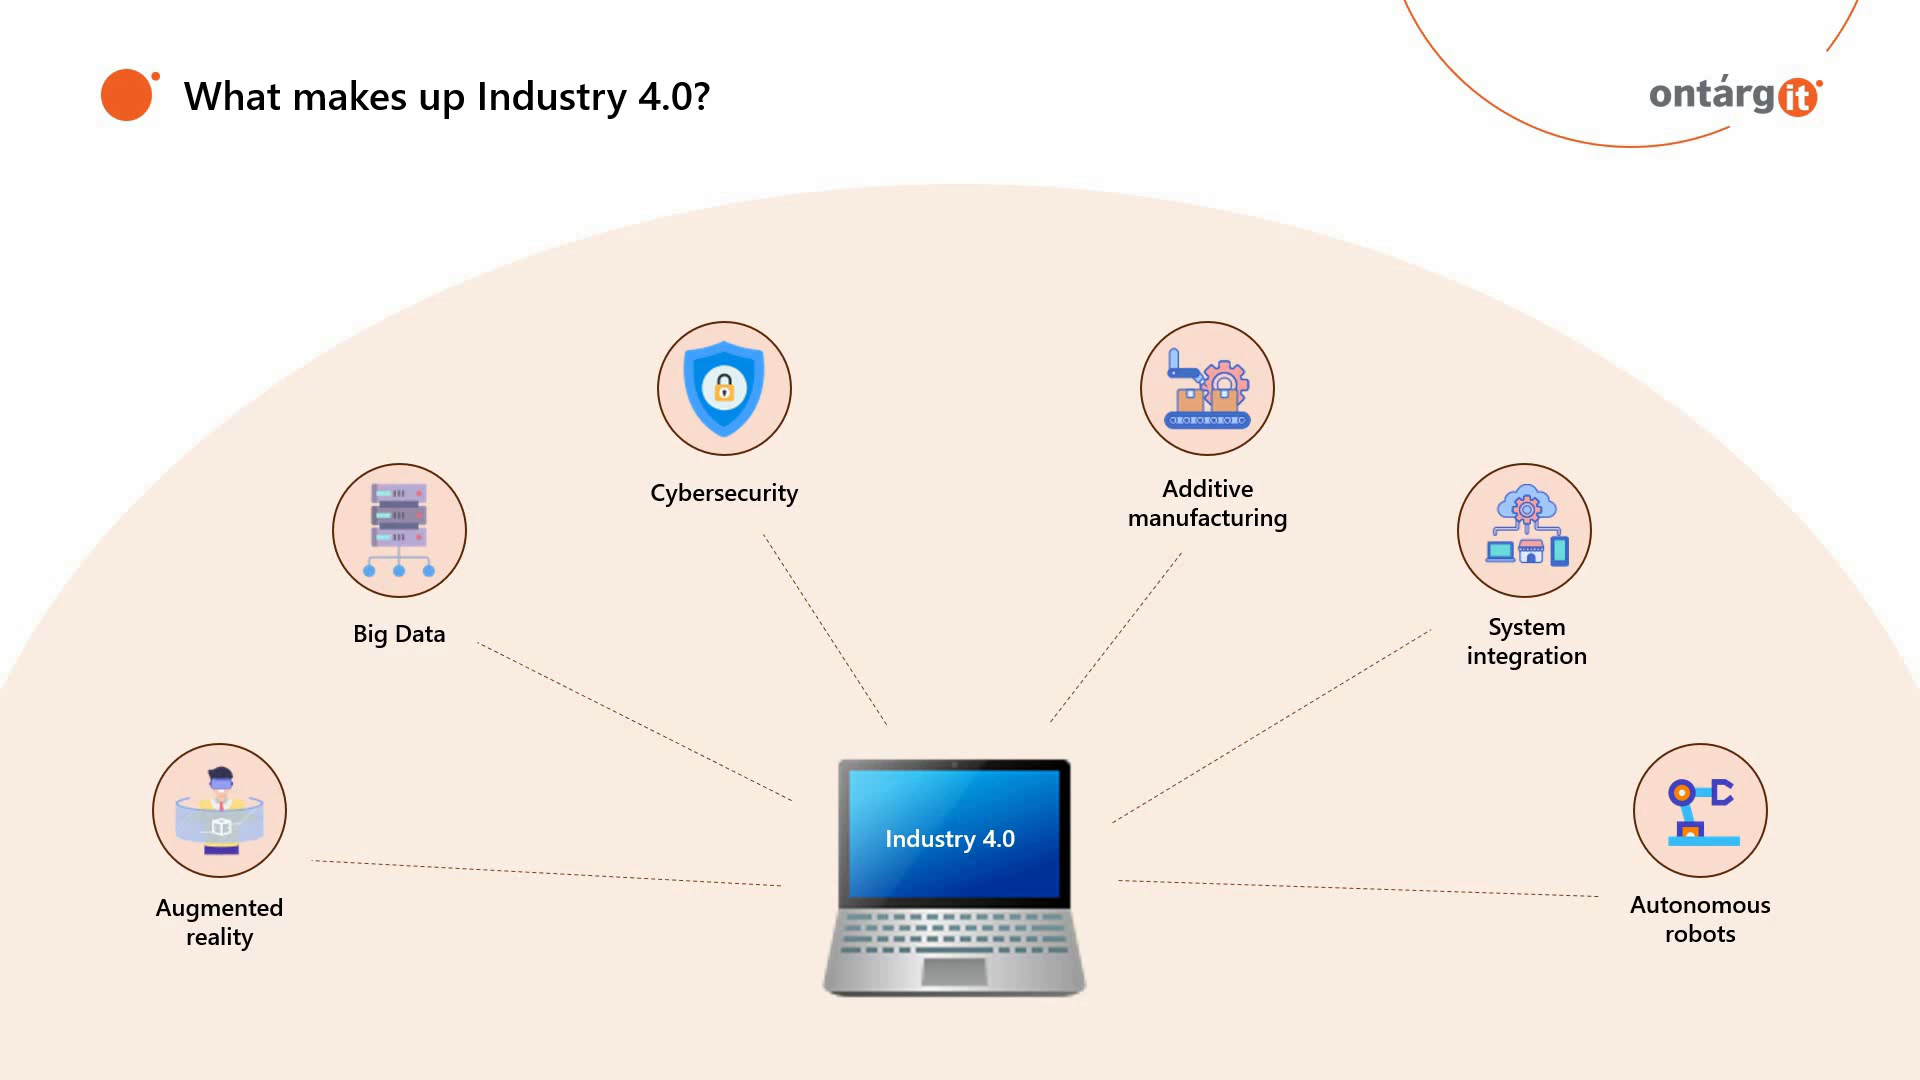 What makes up Industry 4.0?
ontárgit
Cybersecurity
Additive
manufacturing
Big Data
System
integration
Industry 4.0
Augmented
reality
Autonomous
robots